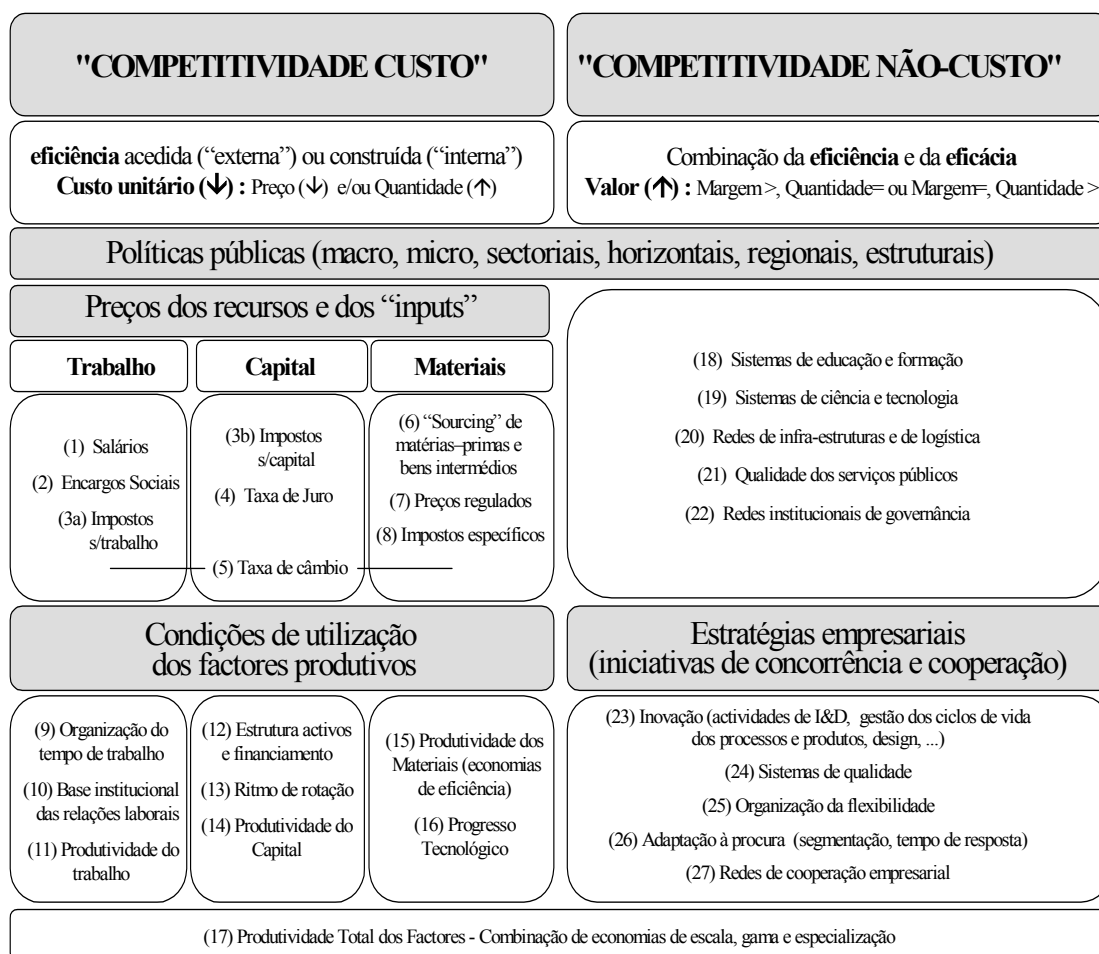 "COMPETITIVIDADE CUSTO"
"COMPETITIVIDADE NÃO-CUSTO"
eficiência acedida (“externa”) ou construída (“interna”)
Custo unitário (↓) : Preço (↓) e/ou Quantidade (↑)
Combinação da eficiência e da eficácia
Valor (↑) : Margem >, Quantidade= ou Margem=, Quantidade >
Políticas públicas (macro, micro, sectoriais, horizontais, regionais, estruturais)
Preços dos recursos e dos “inputs”
Trabalho
Capital
Materiais
(1) Salários
(2) Encargos Sociais
(3a) Impostos
s/trabalho
(3b) Impostos
s/capital
(4) Taxa de Juro
(5) Taxa de câmbio
(6) “Sourcing” de
matérias–primas e
bens intermédios
(7) Preços regulados
(8) Impostos específicos
(18) Sistemas de educação e formação
(19) Sistemas de ciência e tecnologia
(20) Redes de infra-estruturas e de logística
(21) Qualidade dos serviços públicos
(22) Redes institucionais de governância
Condições de utilização
dos factores produtivos
Estratégias empresariais
(iniciativas de concorrência e cooperação)
(9) Organização do
tempo de trabalho
(10) Base institucional
das relações laborais
(11) Produtividade do
trabalho
(12) Estrutura activos
e financiamento
(13) Ritmo de rotação
(14) Produtividade do
Capital
(15) Produtividade dos
Materiais (economias
de eficiência)
(16) Progresso
Tecnológico
(23) Inovação (actividades de I&D, gestão dos ciclos de vida
dos processos e produtos, design, ...)
(24) Sistemas de qualidade
(25) Organização da flexibilidade
(26) Adaptação à procura (segmentação, tempo de resposta)
(27) Redes de cooperação empresarial
(17) Produtividade Total dos Factores - Combinação de economias de escala, gama e especialização